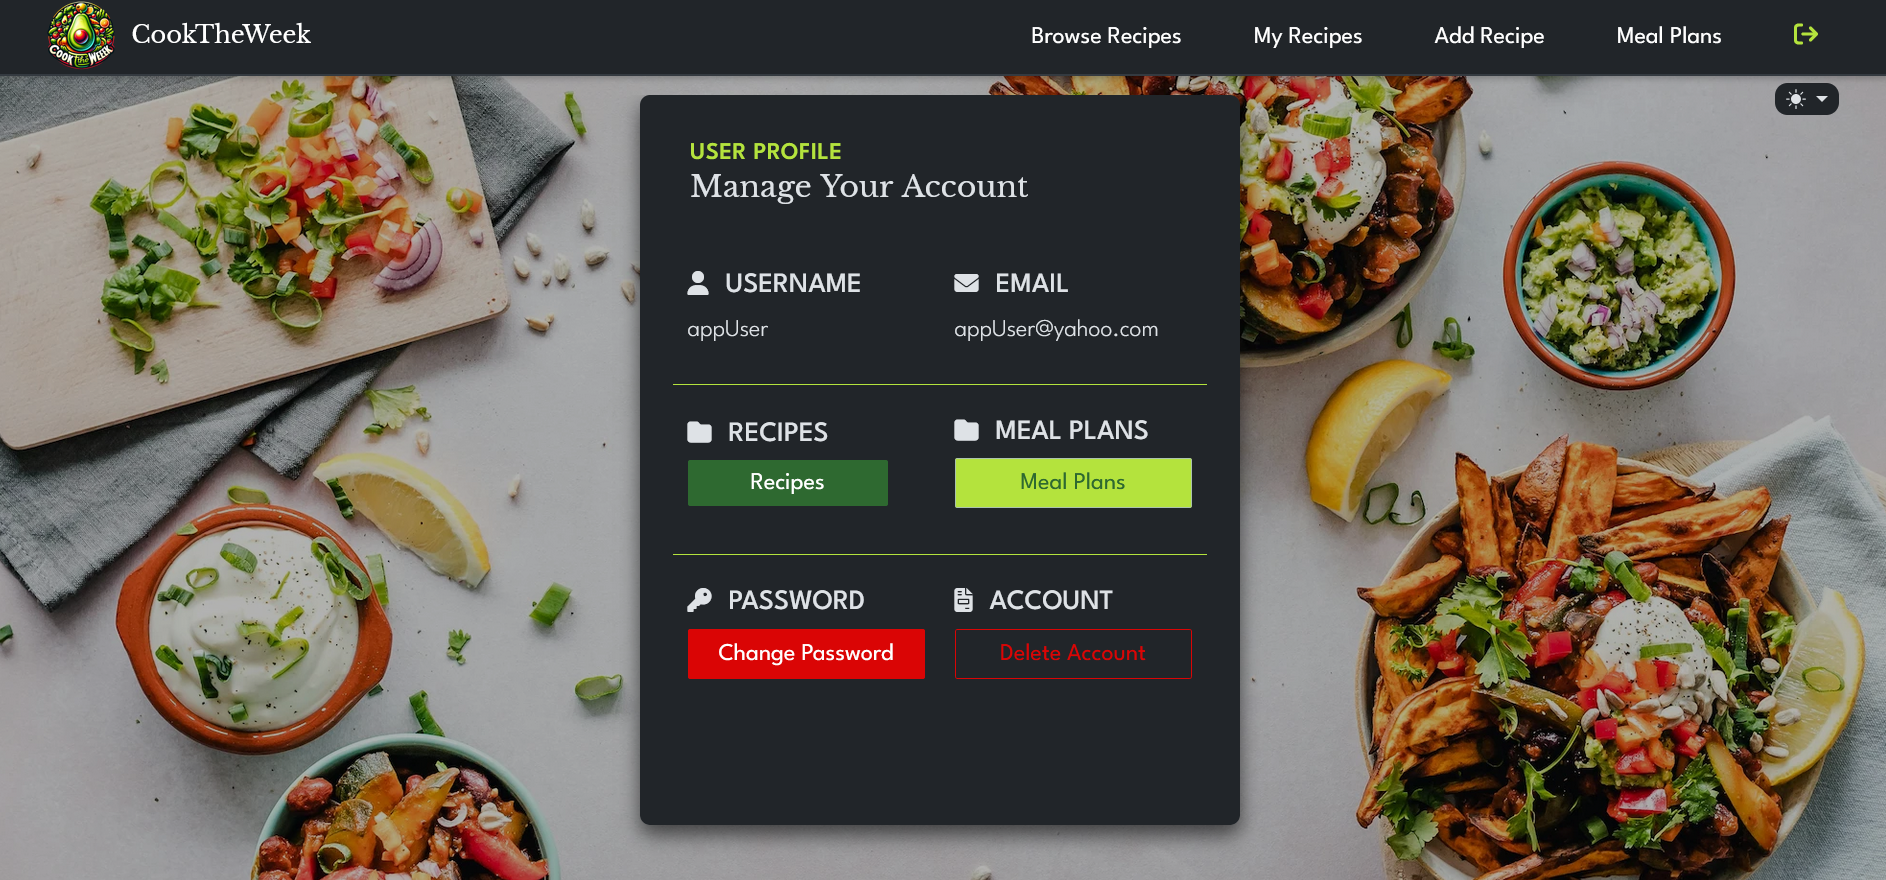 COOK the WEEK
CookTheWeek
Browse Recipes
My Recipes
Add Recipe
Meal Plans
USER PROFILE
Manage Your Account
USERNAME
EMAIL
appUser
appUser@yahoo.com
RECIPES
MEAL PLANS
Recipes
Meal Plans
PASSWORD
ACCOUNT
Change Password
Delete Account